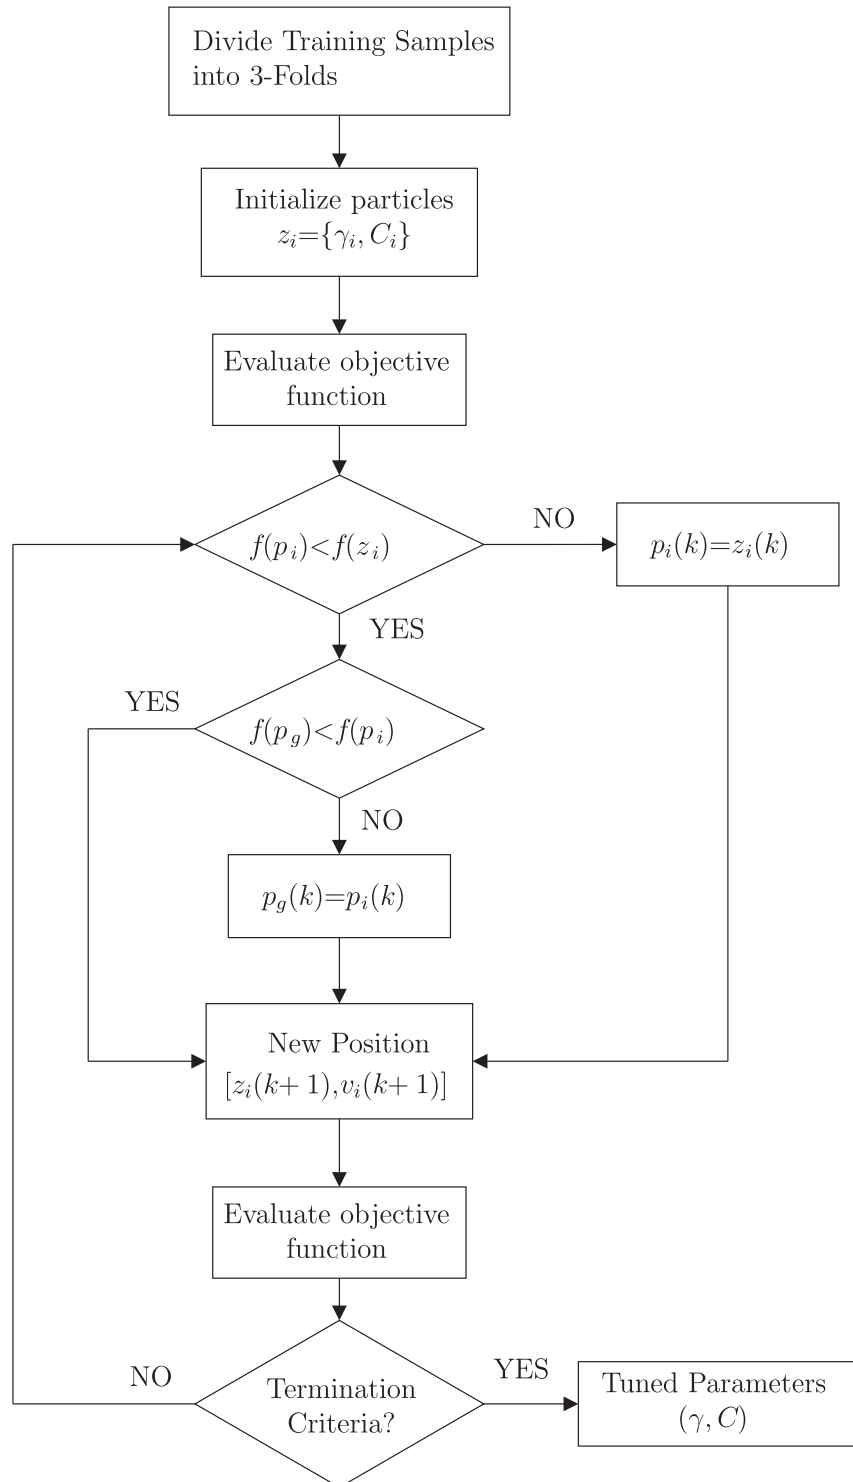 Divide Training Samples
into 3-Folds
Initialize particles
z_i={γ_i, C_i}
Evaluate objective
function
f(p_i)<f(z_i)
NO
p_i(k)=z_i(k)
YES
YES
f(p_g)<f(p_i)
NO
p_g(k)=p_i(k)
New Position
[z_i(k+1),v_i(k+1)]
Evaluate objective
function
NO
Termination
Criteria?
YES
Tuned Parameters
(γ, C)